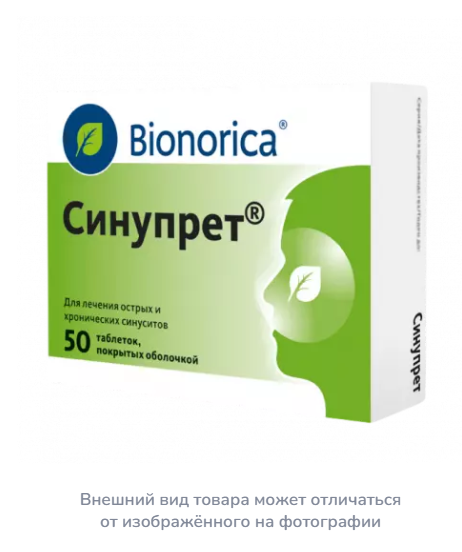 Bionorica®
Синупрет®
Для лечения острых и
хронических синуситов
50 таблеток,
покрытых оболочкой
Синупрет
Внешний вид товара может отличаться
от изображённого на фотографии